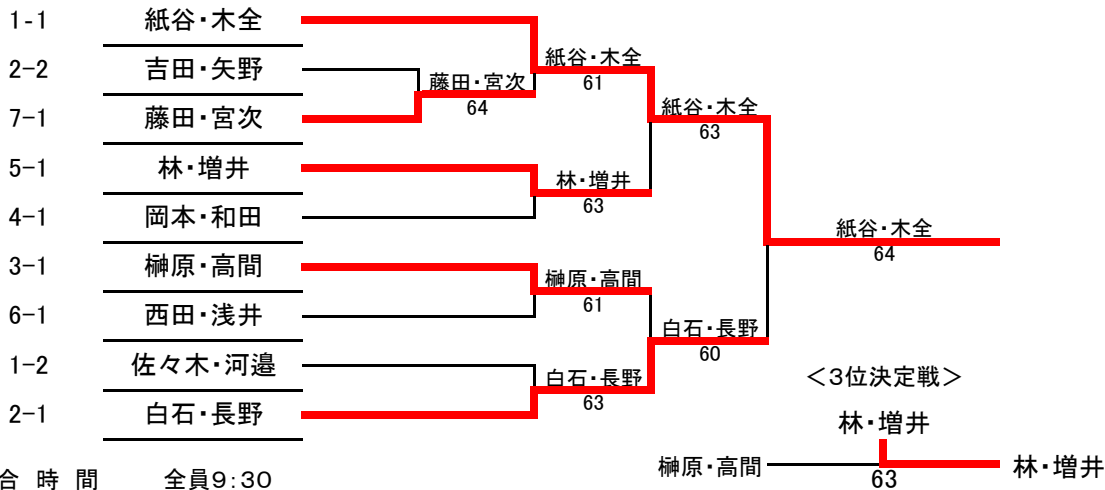 1-1 紙谷・木全
2-2 吉田・矢野
7-1 藤田・宮次
5-1 林・増井
4-1 岡本・和田
3-1 榊原・高間
6-1 西田・浅井
1-2 佐々木・河邉
2-1 白石・長野
藤田・宮次
64
紙谷・木全
61
林・増井
63
榊原・高間
61
白石・長野
63
紙谷・木全
63
白石・長野
60
紙谷・木全
64
＜3位決定戦＞
林・増井
榊原・高間
63
林・増井
合 時 間 全員9:30